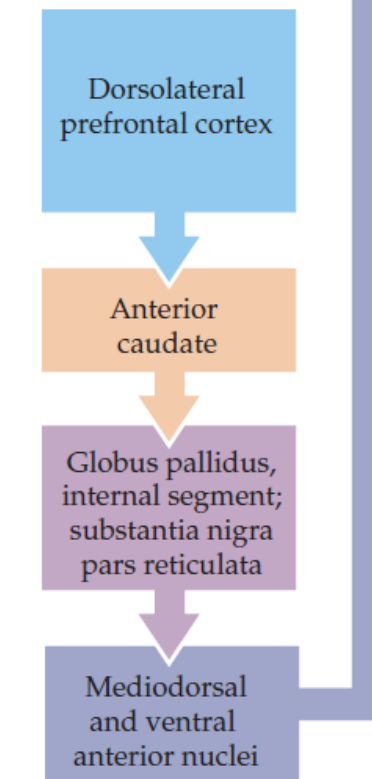 Dorsolateral
prefrontal cortex
Anterior
caudate
Globus pallidus,
internal segment;
substantia nigra
pars reticulata
Mediodorsal
and ventral
anterior nuclei